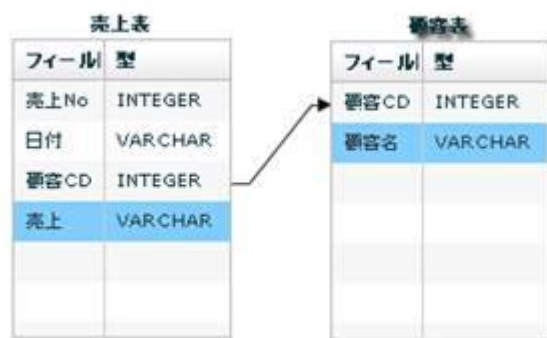 売上表
フィール 型
売上No INTEGER
日付 VARCHAR
顧客CD INTEGER
売上 VARCHAR
顧客表
フィール 型
顧客CD INTEGER
顧客名 VARCHAR